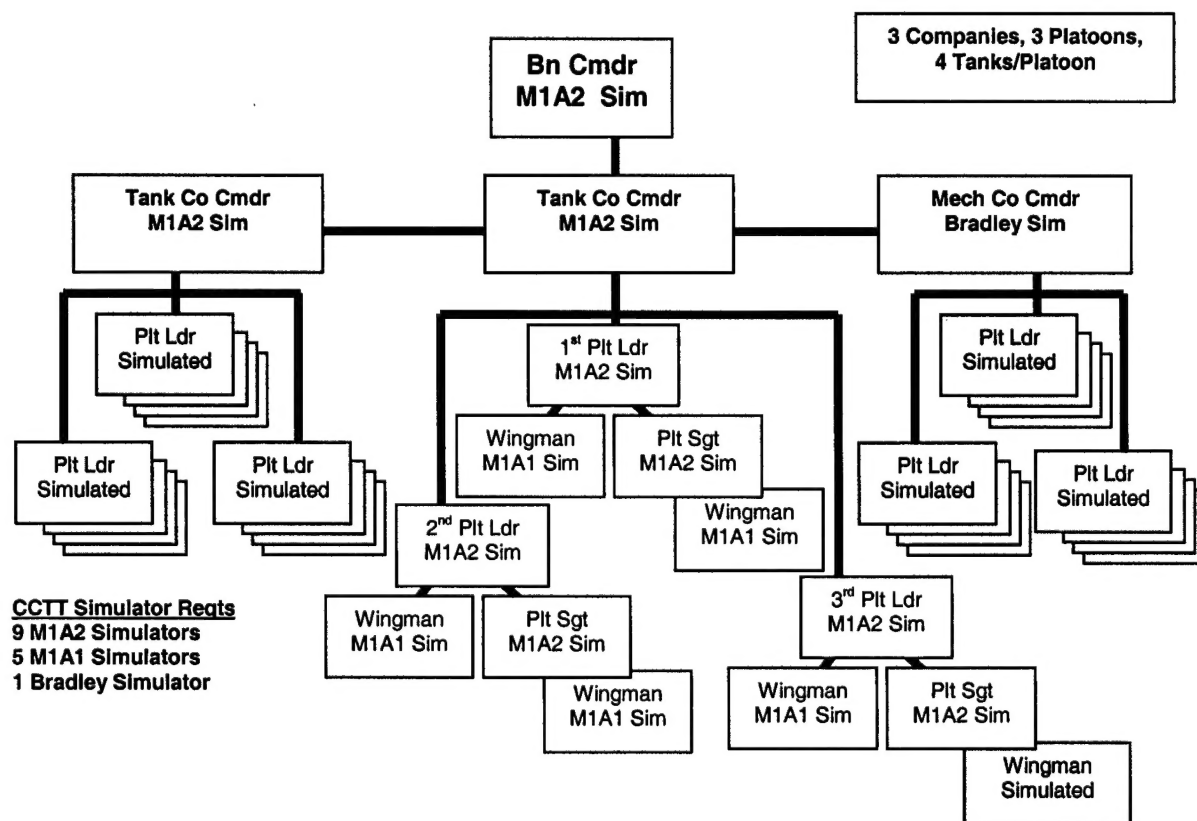 3 Companies, 3 Platoons,
4 Tanks/Platoon
Bn Cmdr
M1A2 Sim
Tank Co Cmdr
M1A2 Sim
Tank Co Cmdr
M1A2 Sim
Mech Co Cmdr
Bradley Sim
Plt Ldr
Simulated
Plt Ldr
Simulated
Plt Ldr
Simulated
1st Plt Ldr
M1A2 Sim
Wingman
M1A1 Sim
Plt Sgt
M1A2 Sim
Wingman
M1A1 Sim
2nd Plt Ldr
M1A2 Sim
Wingman
M1A1 Sim
Plt Sgt
M1A2 Sim
Wingman
M1A1 Sim
3rd Plt Ldr
M1A2 Sim
Wingman
M1A1 Sim
Plt Sgt
M1A2 Sim
Wingman
Simulated
Plt Ldr
Simulated
Plt Ldr
Simulated
Plt Ldr
Simulated
CCTT Simulator Reqts
9 M1A2 Simulators
5 M1A1 Simulators
1 Bradley Simulator